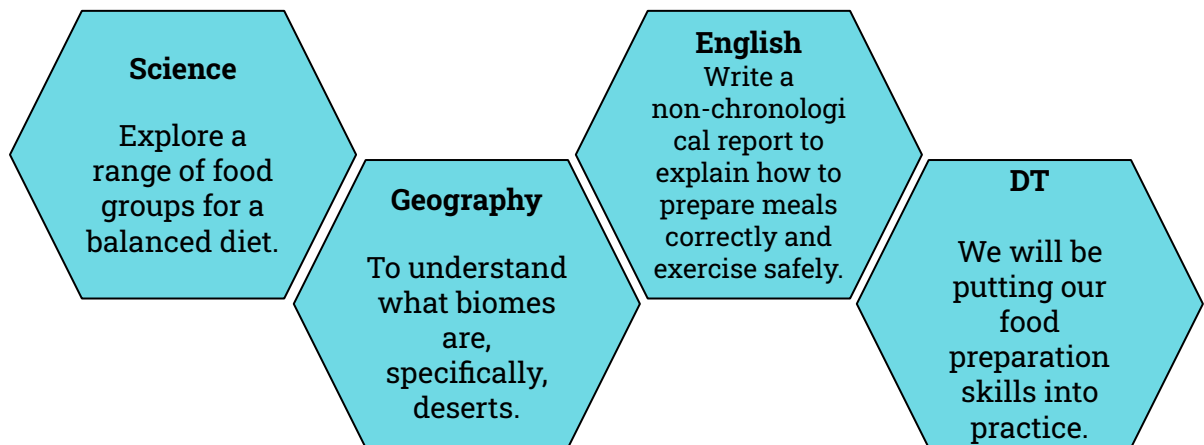 Science
Explore a
range of food
groups for a
balanced diet.
Geography
To understand
what biomes
are,
specifically,
deserts.
English
Write a
non-chronologi
cal report to
explain how to
prepare meals
correctly and
exercise safely.
DT
We will be
putting our
food
preparation
skills into
practice.